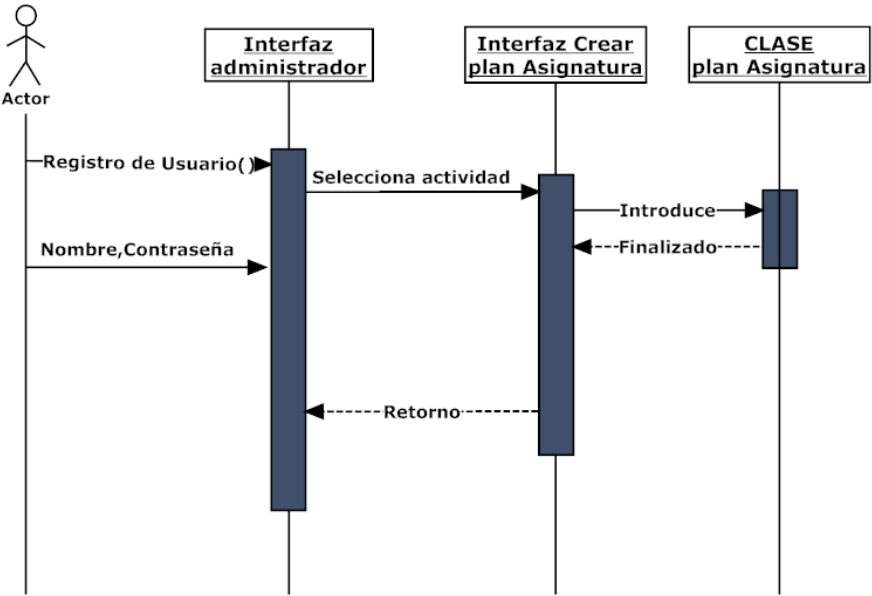 Actor
Interfaz
administrador
Interfaz Crear
plan Asignatura
CLASE
plan Asignatura
Registro de Usuario()
Selecciona actividad
Introduce
Nombre,Contraseña
Finalizado
Retorno